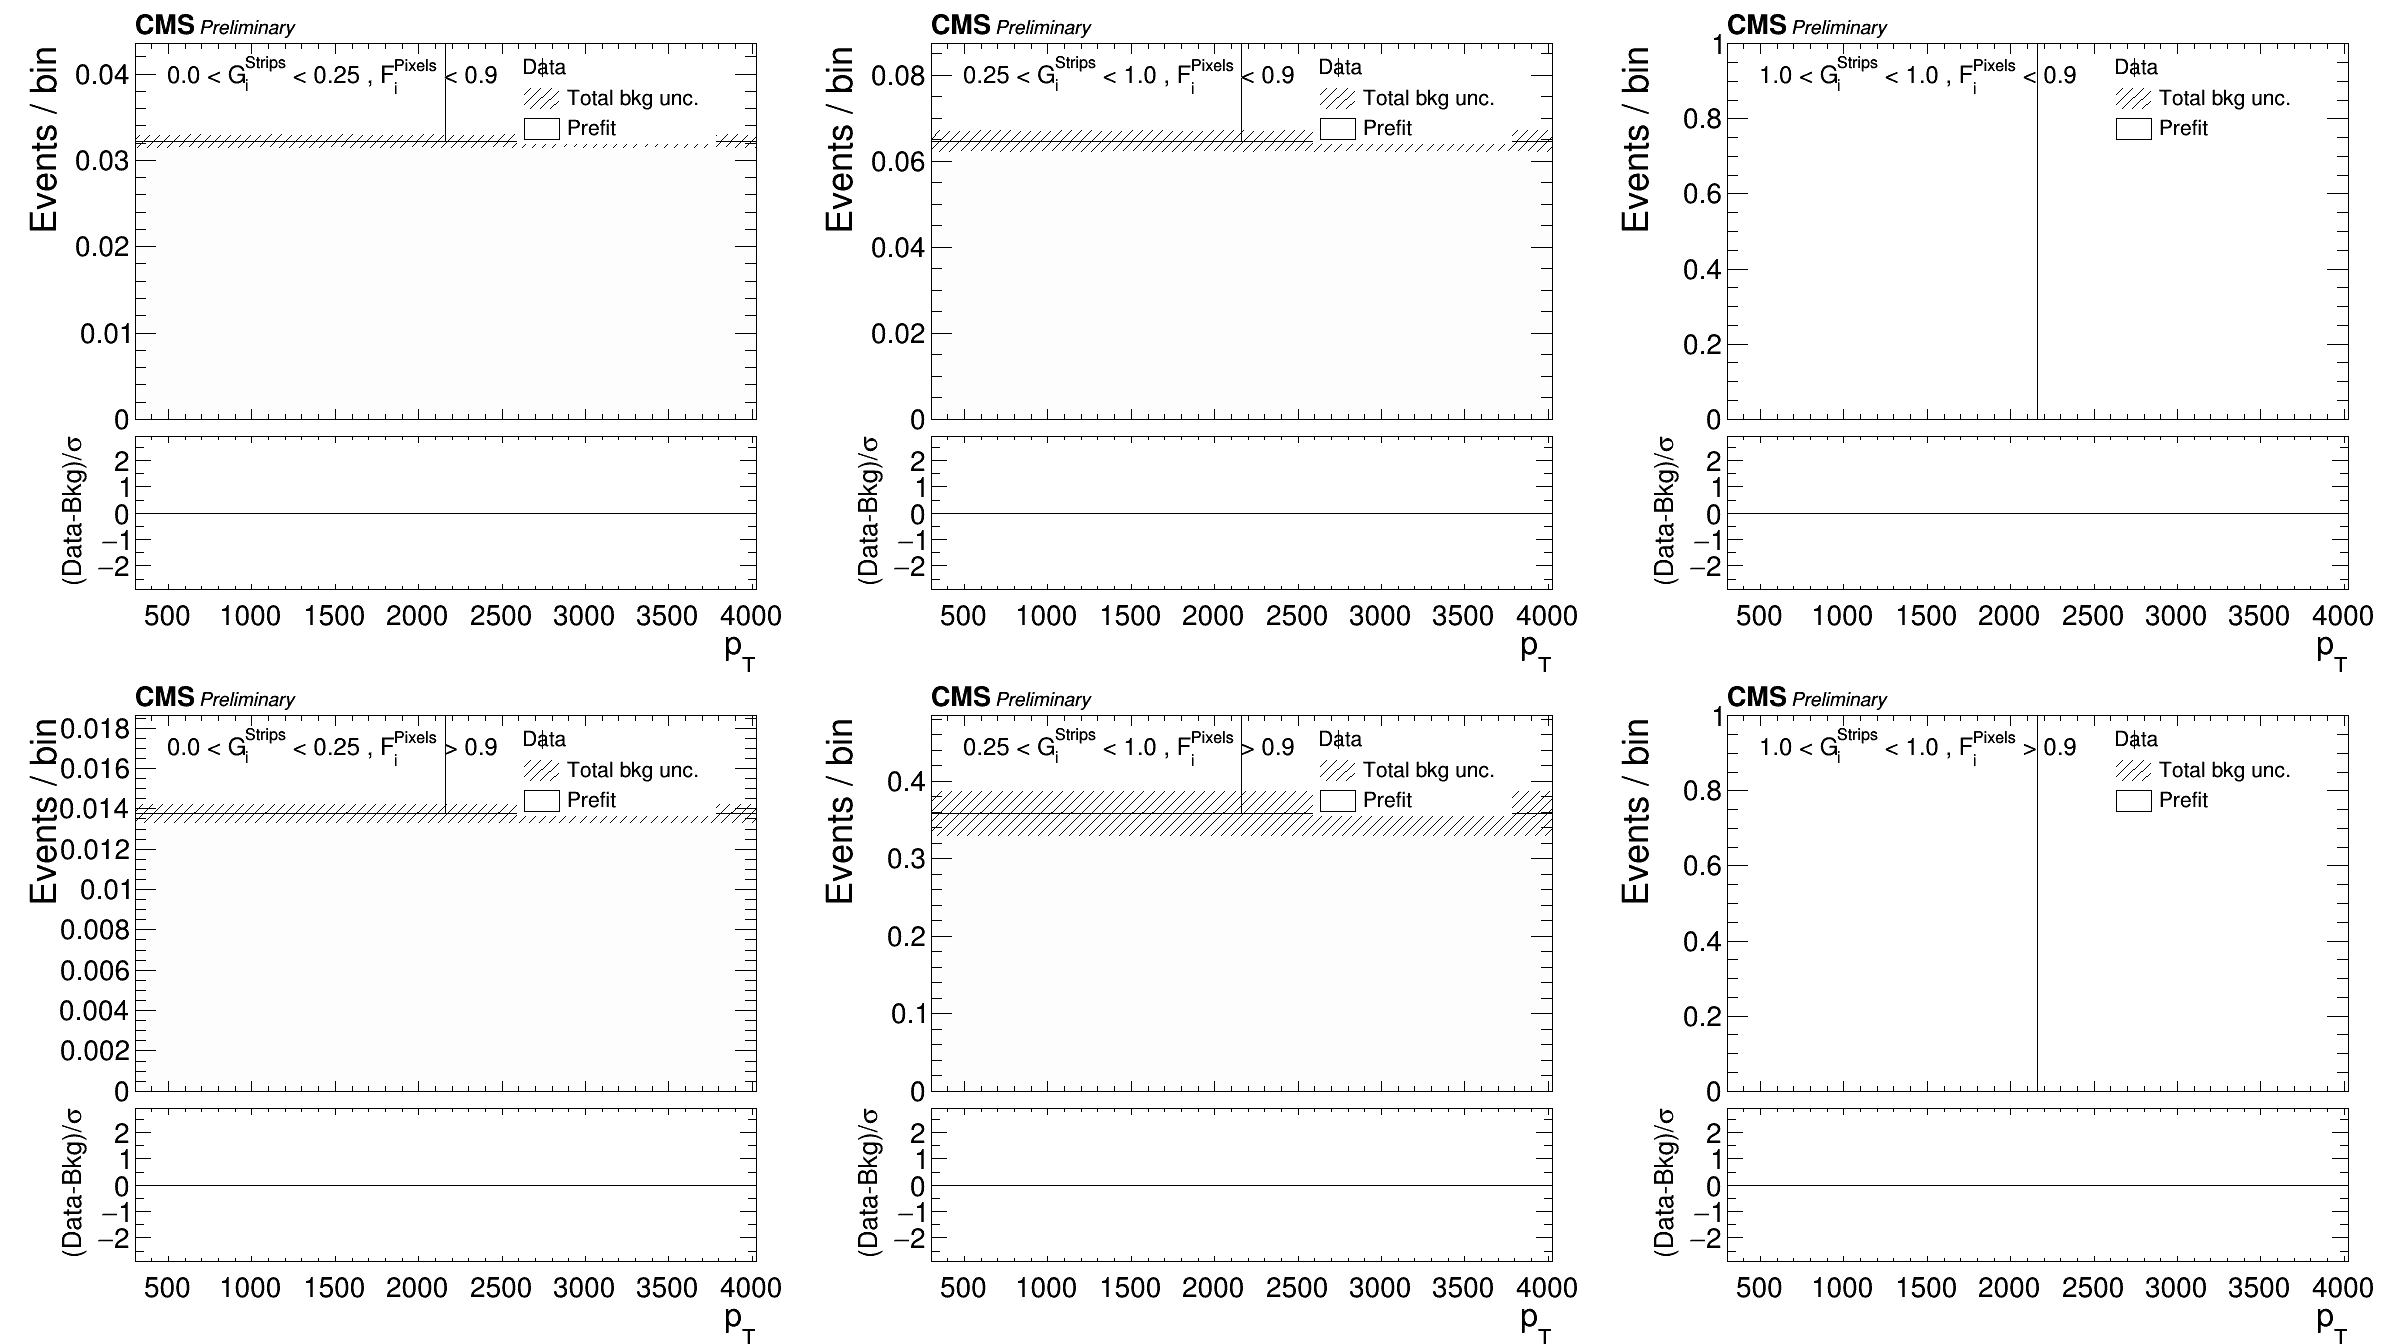 CMS Preliminary
Events / bin
0.0 < G_i^Strips < 0.25 , F_i^Pixels < 0.9
Data
Total bkg unc.
Prefit
0.04
0.03
0.02
0.01
0
(Data-Bkg)/σ
2
1
0
−1
−2
500 1000 1500 2000 2500 3000 3500 4000
p_T
CMS Preliminary
Events / bin
0.25 < G_i^Strips < 1.0 , F_i^Pixels < 0.9
Data
Total bkg unc.
Prefit
0.08
0.06
0.04
0.02
0
(Data-Bkg)/σ
2
1
0
−1
−2
500 1000 1500 2000 2500 3000 3500 4000
p_T
CMS Preliminary
Events / bin
1.0 < G_i^Strips < 1.0 , F_i^Pixels < 0.9
Data
Total bkg unc.
Prefit
1
0.8
0.6
0.4
0.2
0
(Data-Bkg)/σ
2
1
0
−1
−2
500 1000 1500 2000 2500 3000 3500 4000
p_T
CMS Preliminary
Events / bin
0.0 < G_i^Strips < 0.25 , F_i^Pixels > 0.9
Data
Total bkg unc.
Prefit
0.018
0.016
0.014
0.012
0.01
0.008
0.006
0.004
0.002
0
(Data-Bkg)/σ
2
1
0
−1
−2
500 1000 1500 2000 2500 3000 3500 4000
p_T
CMS Preliminary
Events / bin
0.25 < G_i^Strips < 1.0 , F_i^Pixels > 0.9
Data
Total bkg unc.
Prefit
0.4
0.3
0.2
0.1
0
(Data-Bkg)/σ
2
1
0
−1
−2
500 1000 1500 2000 2500 3000 3500 4000
p_T
CMS Preliminary
Events / bin
1.0 < G_i^Strips < 1.0 , F_i^Pixels > 0.9
Data
Total bkg unc.
Prefit
1
0.8
0.6
0.4
0.2
0
(Data-Bkg)/σ
2
1
0
−1
−2
500 1000 1500 2000 2500 3000 3500 4000
p_T